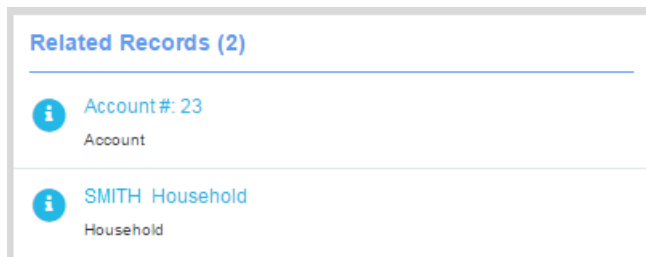 Related Records (2)
Account #: 23
Account
SMITH Household
Household